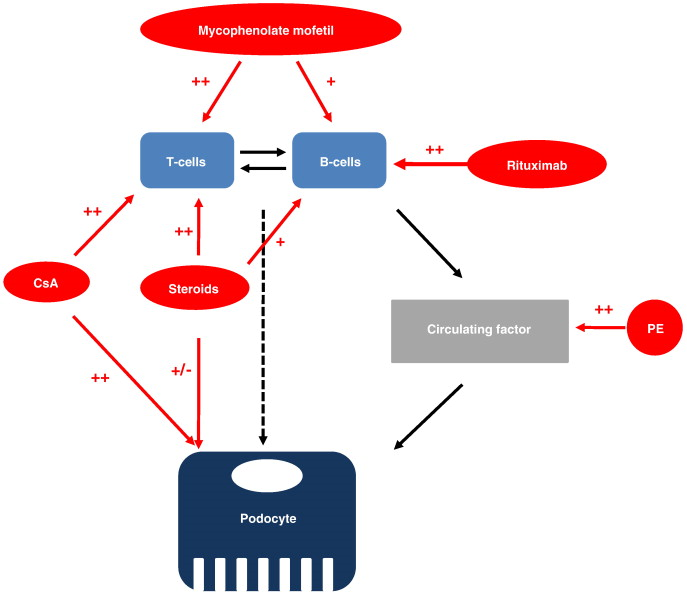 Mycophenolate mofetil
++
+
T-cells
B-cells
++
Rituximab
++
++
+
CsA
Steroids
Circulating factor
++
PE
++
+/-
Podocyte